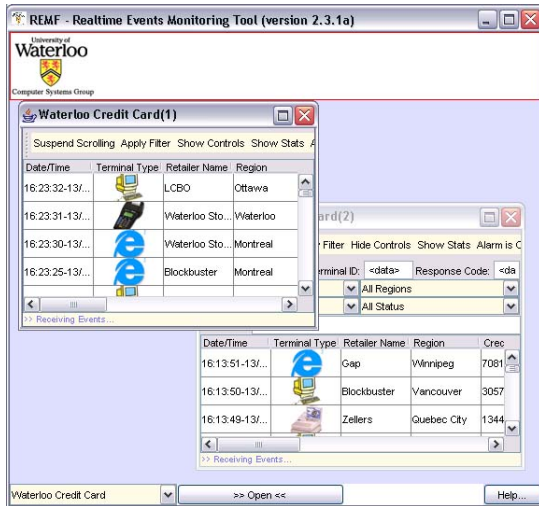 REMF - Realtime Events Monitoring Tool (version 2.3.1a)
University of
Waterloo
Computer Systems Group
Waterloo Credit Card(1)
Suspend Scrolling Apply Filter Show Controls Show Stats
Date/Time Terminal Type Retailer Name Region
16:23:32-13/... LCBO Ottawa
16:23:31-13/... Waterloo Sto... Waterloo
16:23:30-13/... Waterloo Sto... Montreal
16:23:25-13/... Blockbuster Montreal
>> Receiving Events...
ard(2)
Filter Hide Controls Show Stats Alarm is
erminal ID: <data> Response Code: <da
All Regions
All Status
Date/Time Terminal Type Retailer Name Region Crec
16:13:51-13/... Gap Winnipeg 7081
16:13:50-13/... Blockbuster Vancouver 3057
16:13:49-13/... Zellers Quebec City 1344
>> Receiving Events...
Waterloo Credit Card >> Open << Help...